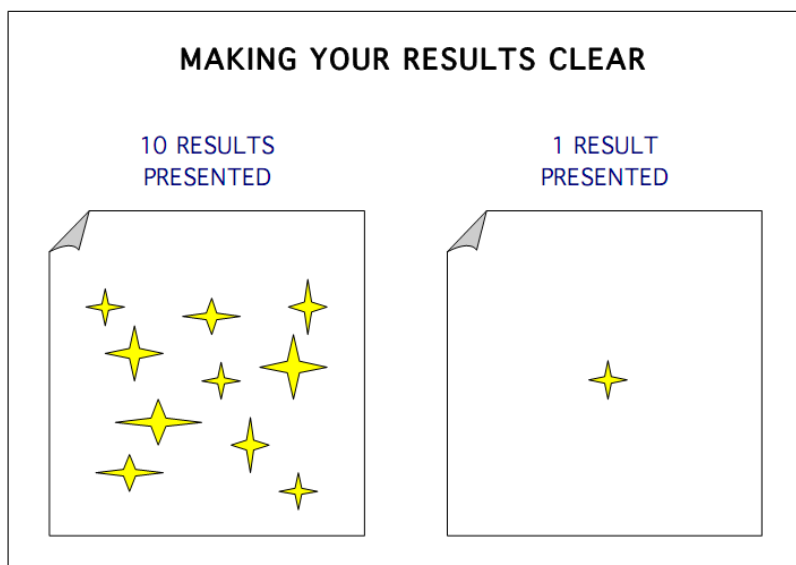 MAKING YOUR RESULTS CLEAR
10 RESULTS
PRESENTED
1 RESULT
PRESENTED